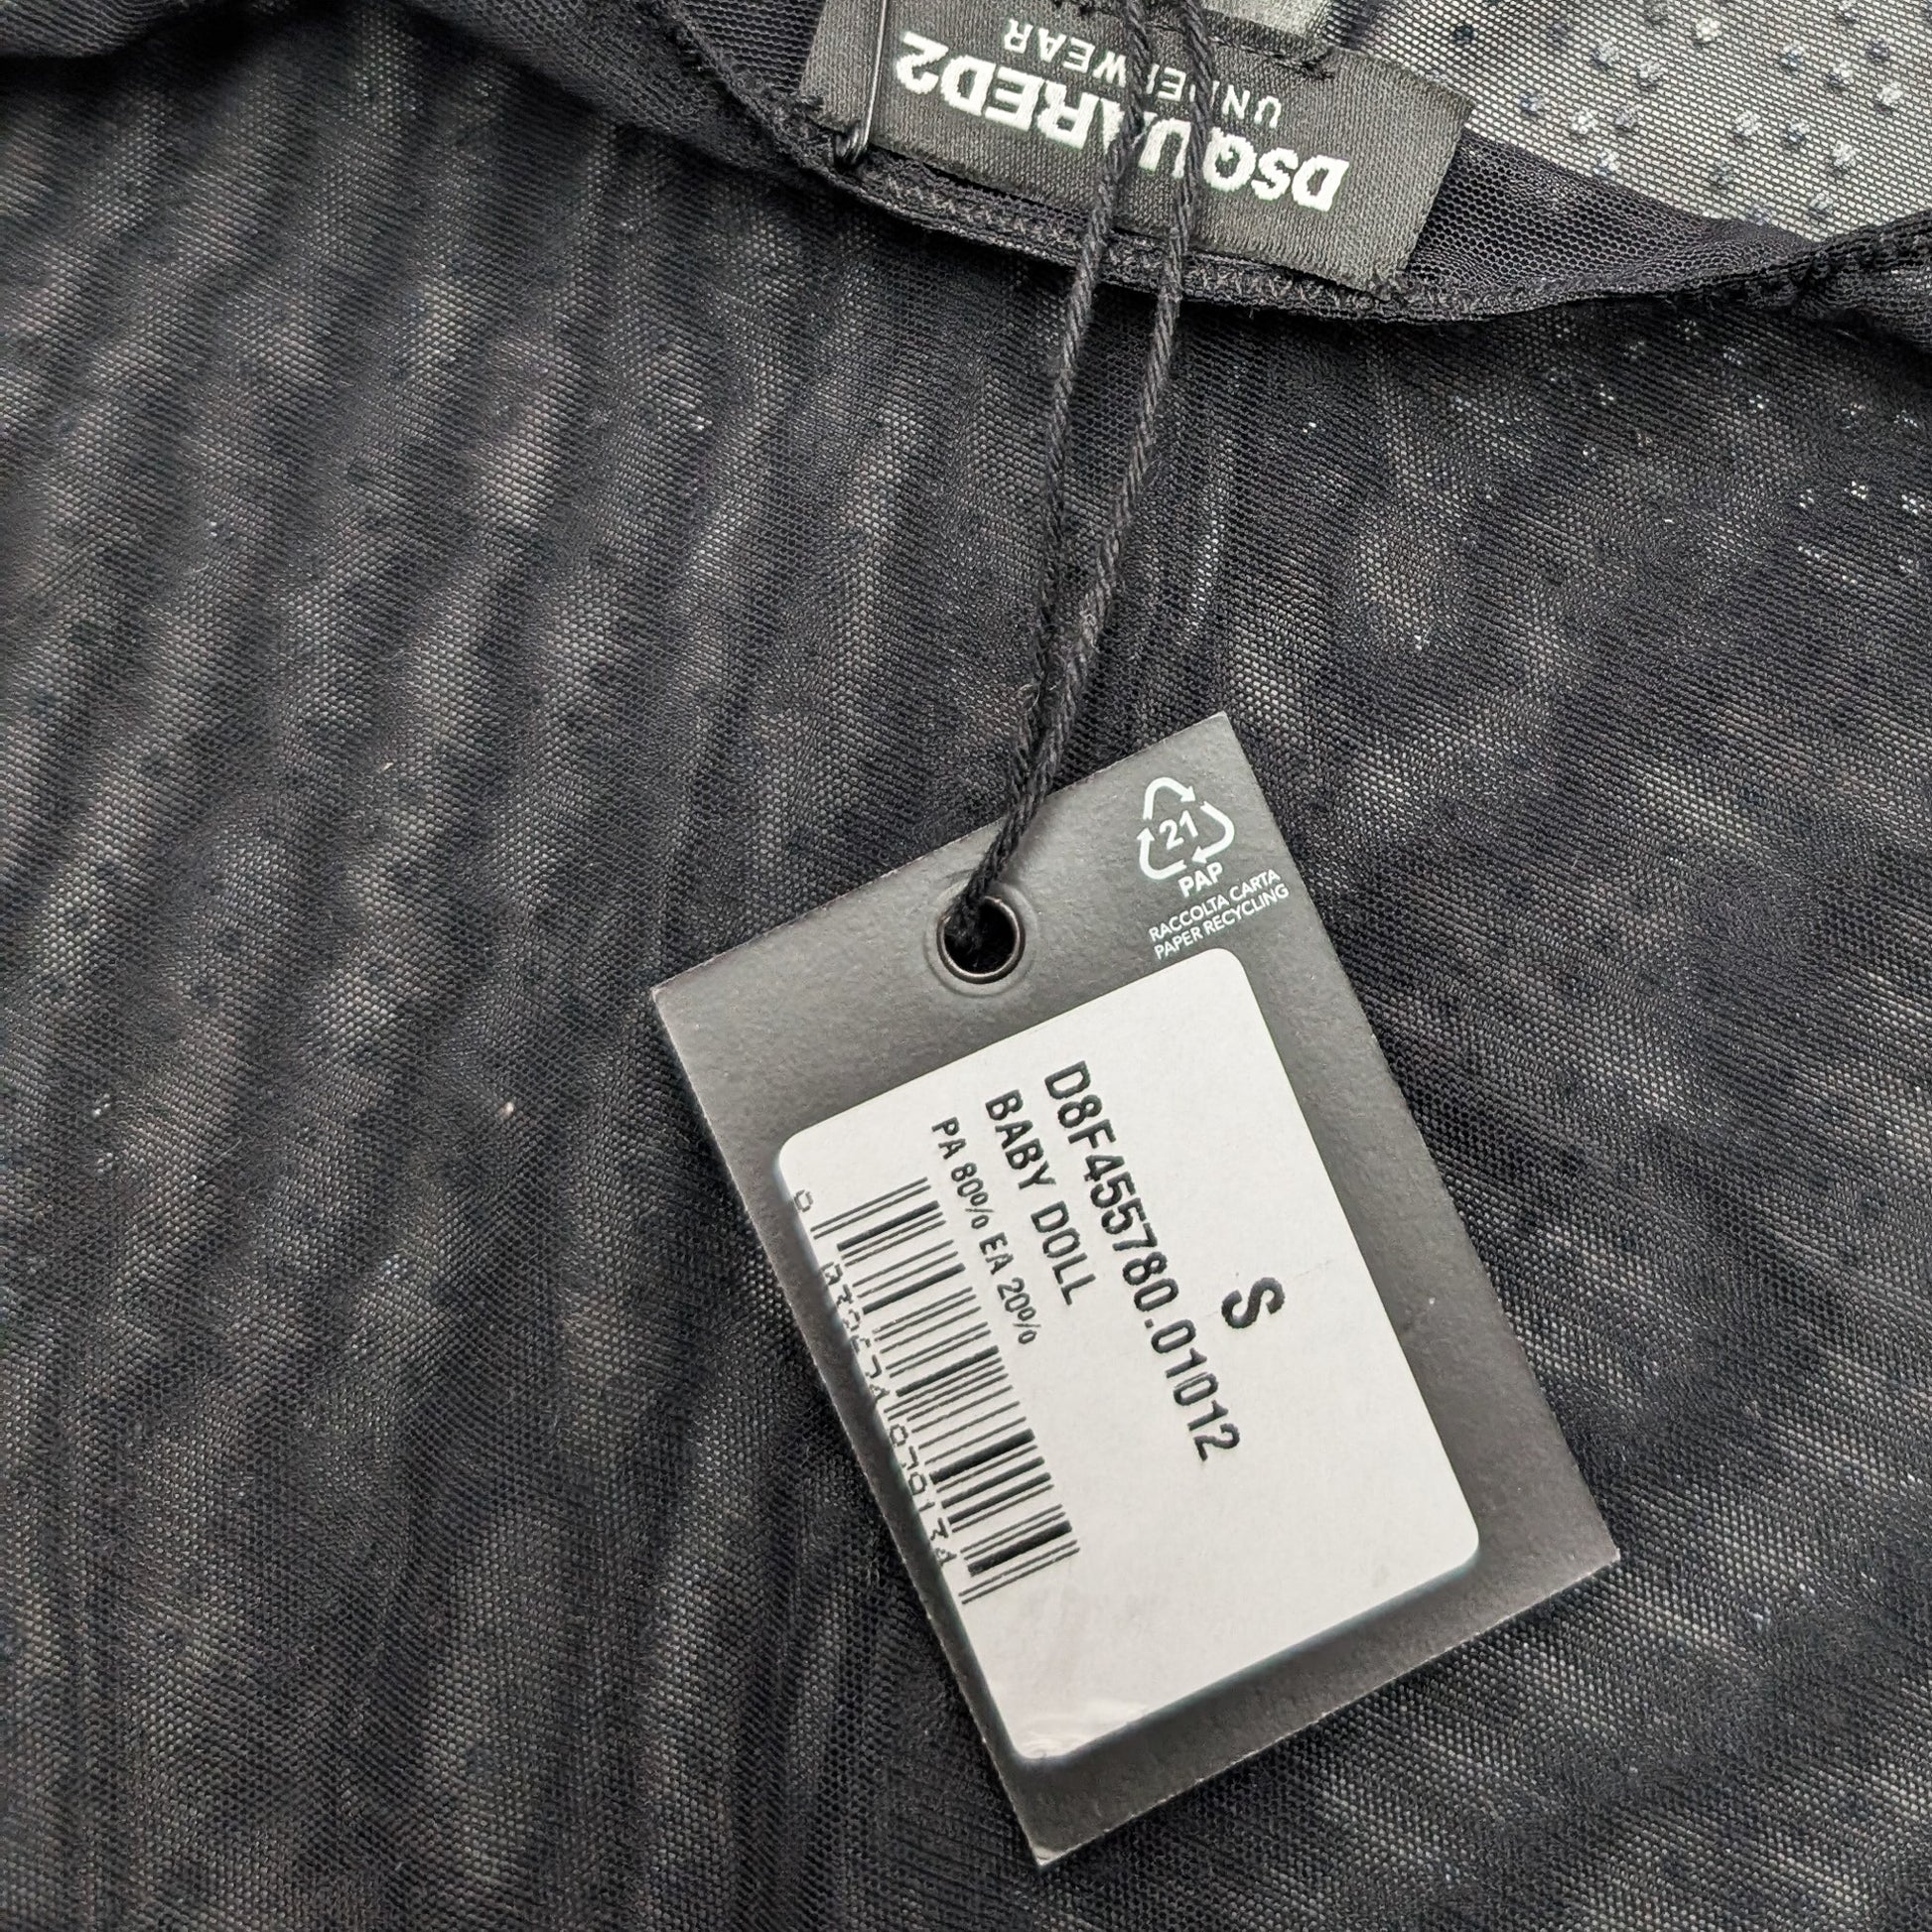 DSQUARED2
UNDERWEAR
21
PAP
RACCOLTA CARTA
PAPER RECYCLING
S
D8F455780.01012
BABY DOLL
PA 80% EA 20%